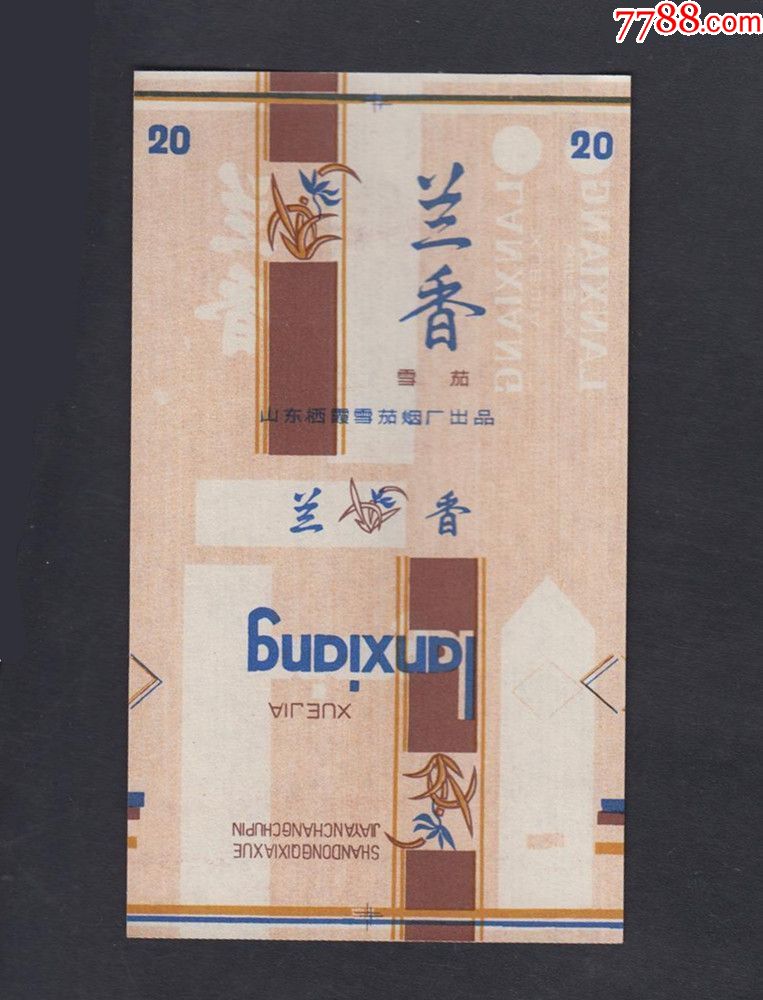 7788.com
20
20
兰香
LANXIANG
LANXIANG
雪茄
山东栖霞雪茄烟厂出品
兰香
lanxiang
XUEJIA
SHANDONGQIXIAXUE
JIAYANCHANGCHUPIN